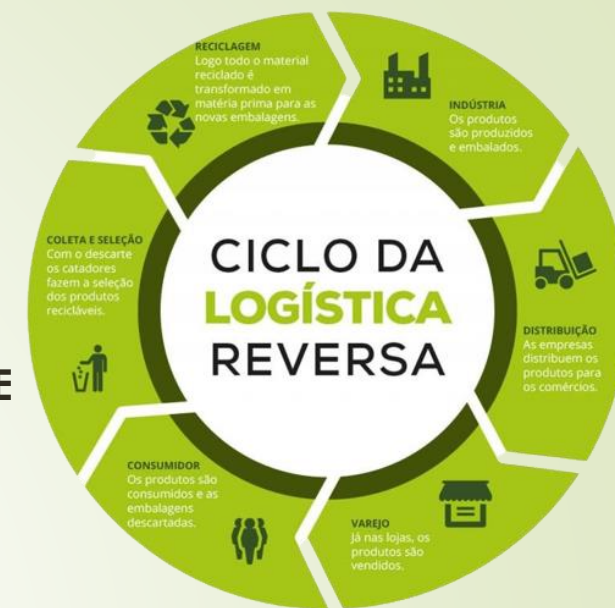 CICLO DA
LOGÍSTICA
REVERSA
RECICLAGEM
Logo todo o material
reciclado é
transformado em
matéria prima para as
novas embalagens.
INDÚSTRIA
Os produtos
são produzidos
e embalados.
DISTRIBUIÇÃO
As empresas
distribuem os
produtos para
os comércios.
VAREJO
Já nas lojas, os
produtos são
vendidos.
CONSUMIDOR
Os produtos são
consumidos e as
embalagens
descartadas.
COLETA E SELEÇÃO
Com o descarte
os catadores
fazem a seleção
dos produtos
recicláveis.
E